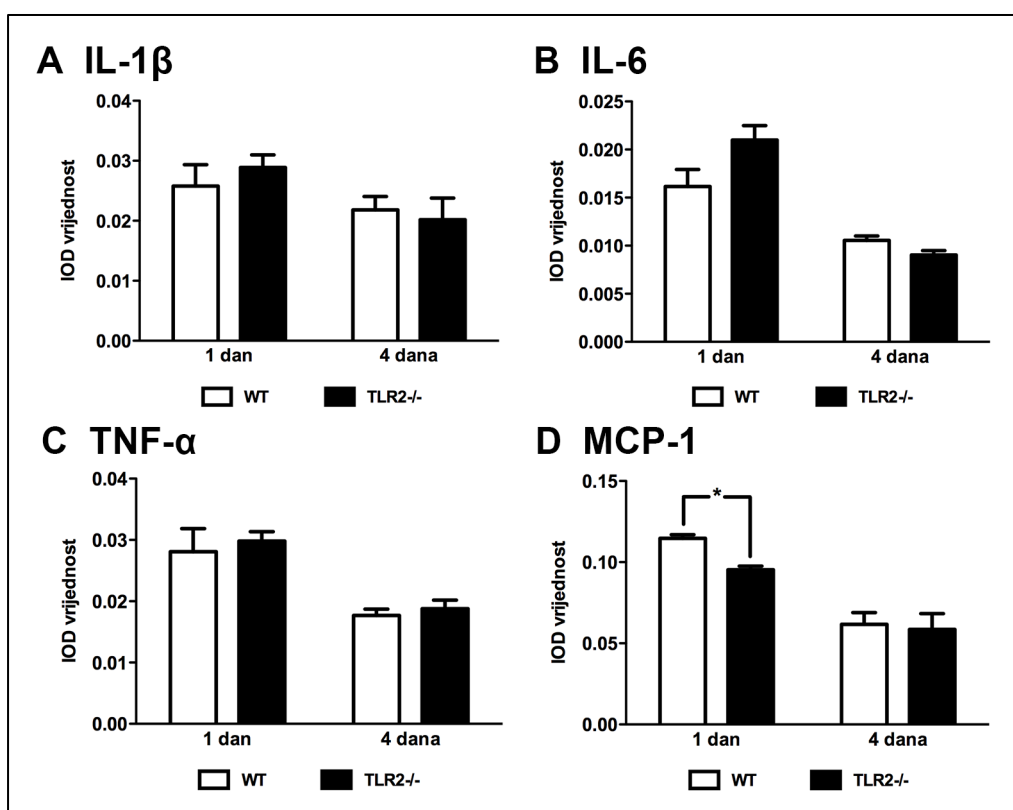 A IL-1β
IOD vrijednost
0.04
0.03
0.02
0.01
0.00
1 dan
4 dana
WT
TLR2-/-
B IL-6
IOD vrijednost
0.025
0.020
0.015
0.010
0.005
0.000
1 dan
4 dana
WT
TLR2-/-
C TNF-α
IOD vrijednost
0.04
0.03
0.02
0.01
0.00
1 dan
4 dana
WT
TLR2-/-
D MCP-1
IOD vrijednost
0.15
0.10
0.05
0.00
*
1 dan
4 dana
WT
TLR2-/-